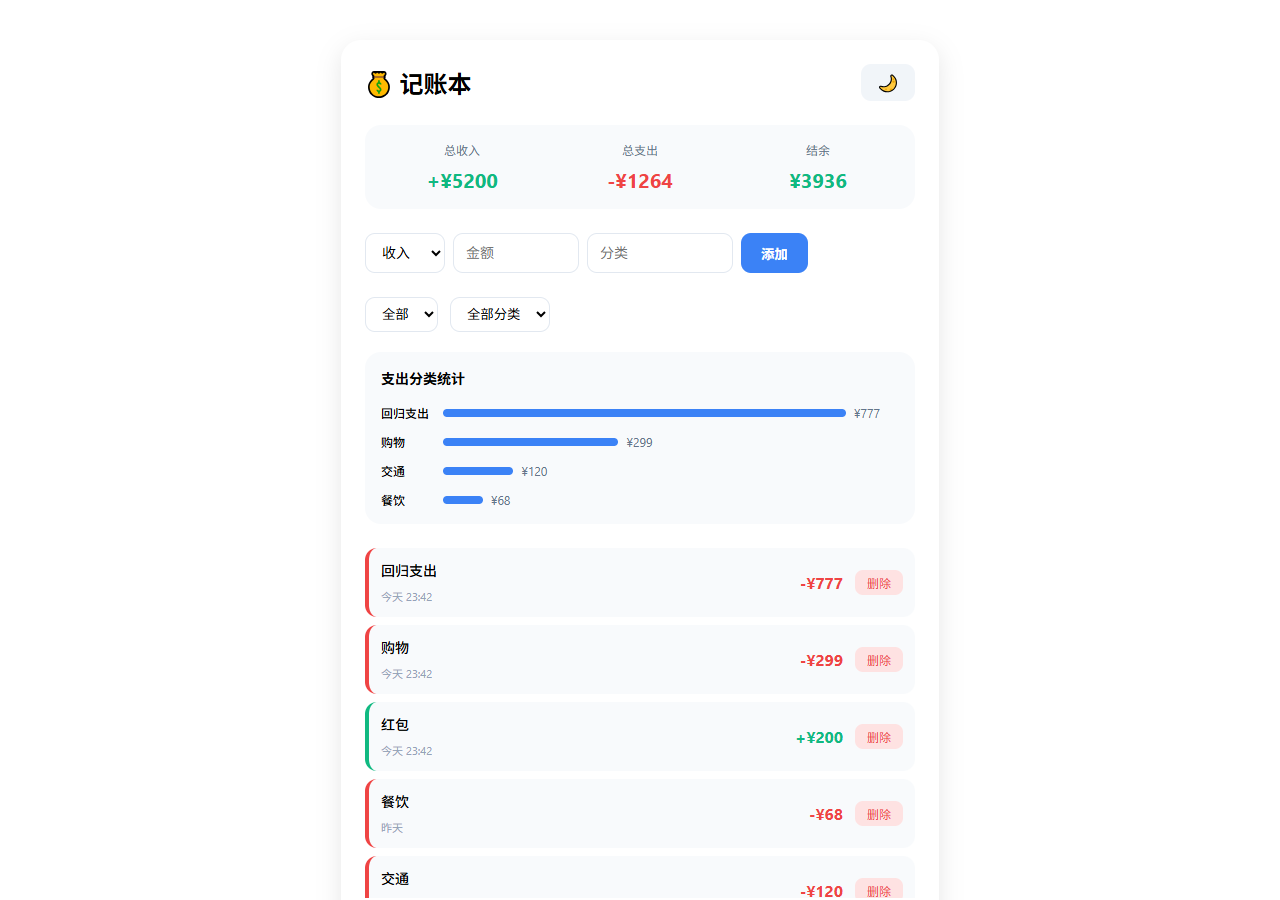 记账本
总收入 总支出 结余
+¥5200 -¥1264 ¥3936
收入 金额 分类 添加
全部 全部分类
支出分类统计
回归支出 ¥777
购物 ¥299
交通 ¥120
餐饮 ¥68
回归支出
今天 23:42
-¥777 删除
购物
今天 23:42
-¥299 删除
红包
今天 23:42
+¥200 删除
餐饮
昨天
-¥68 删除
交通
-¥120 删除